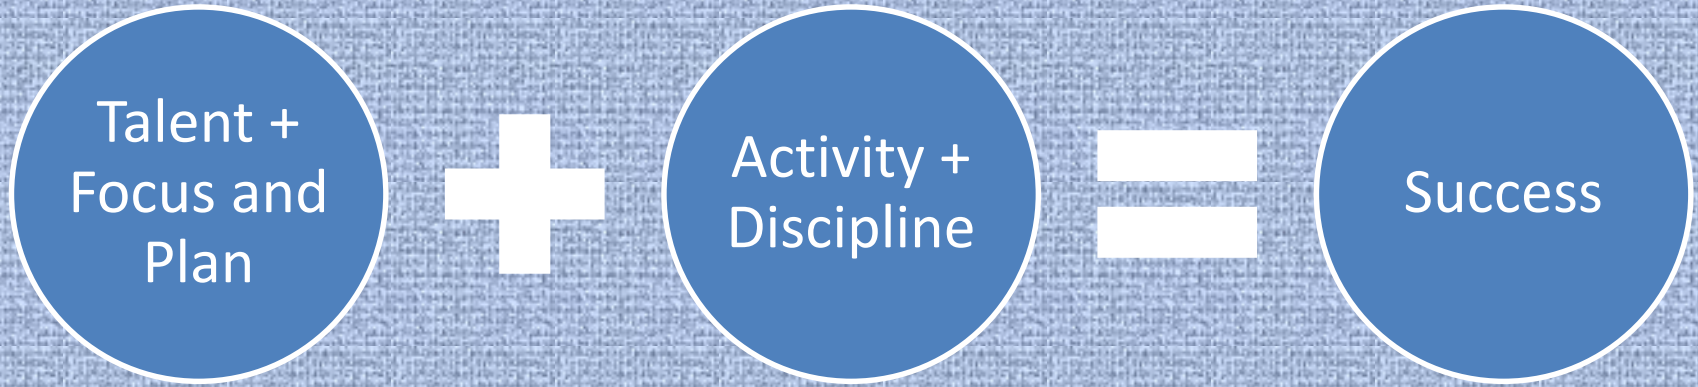 Talent +
Focus and
Plan
Activity +
Discipline
Success